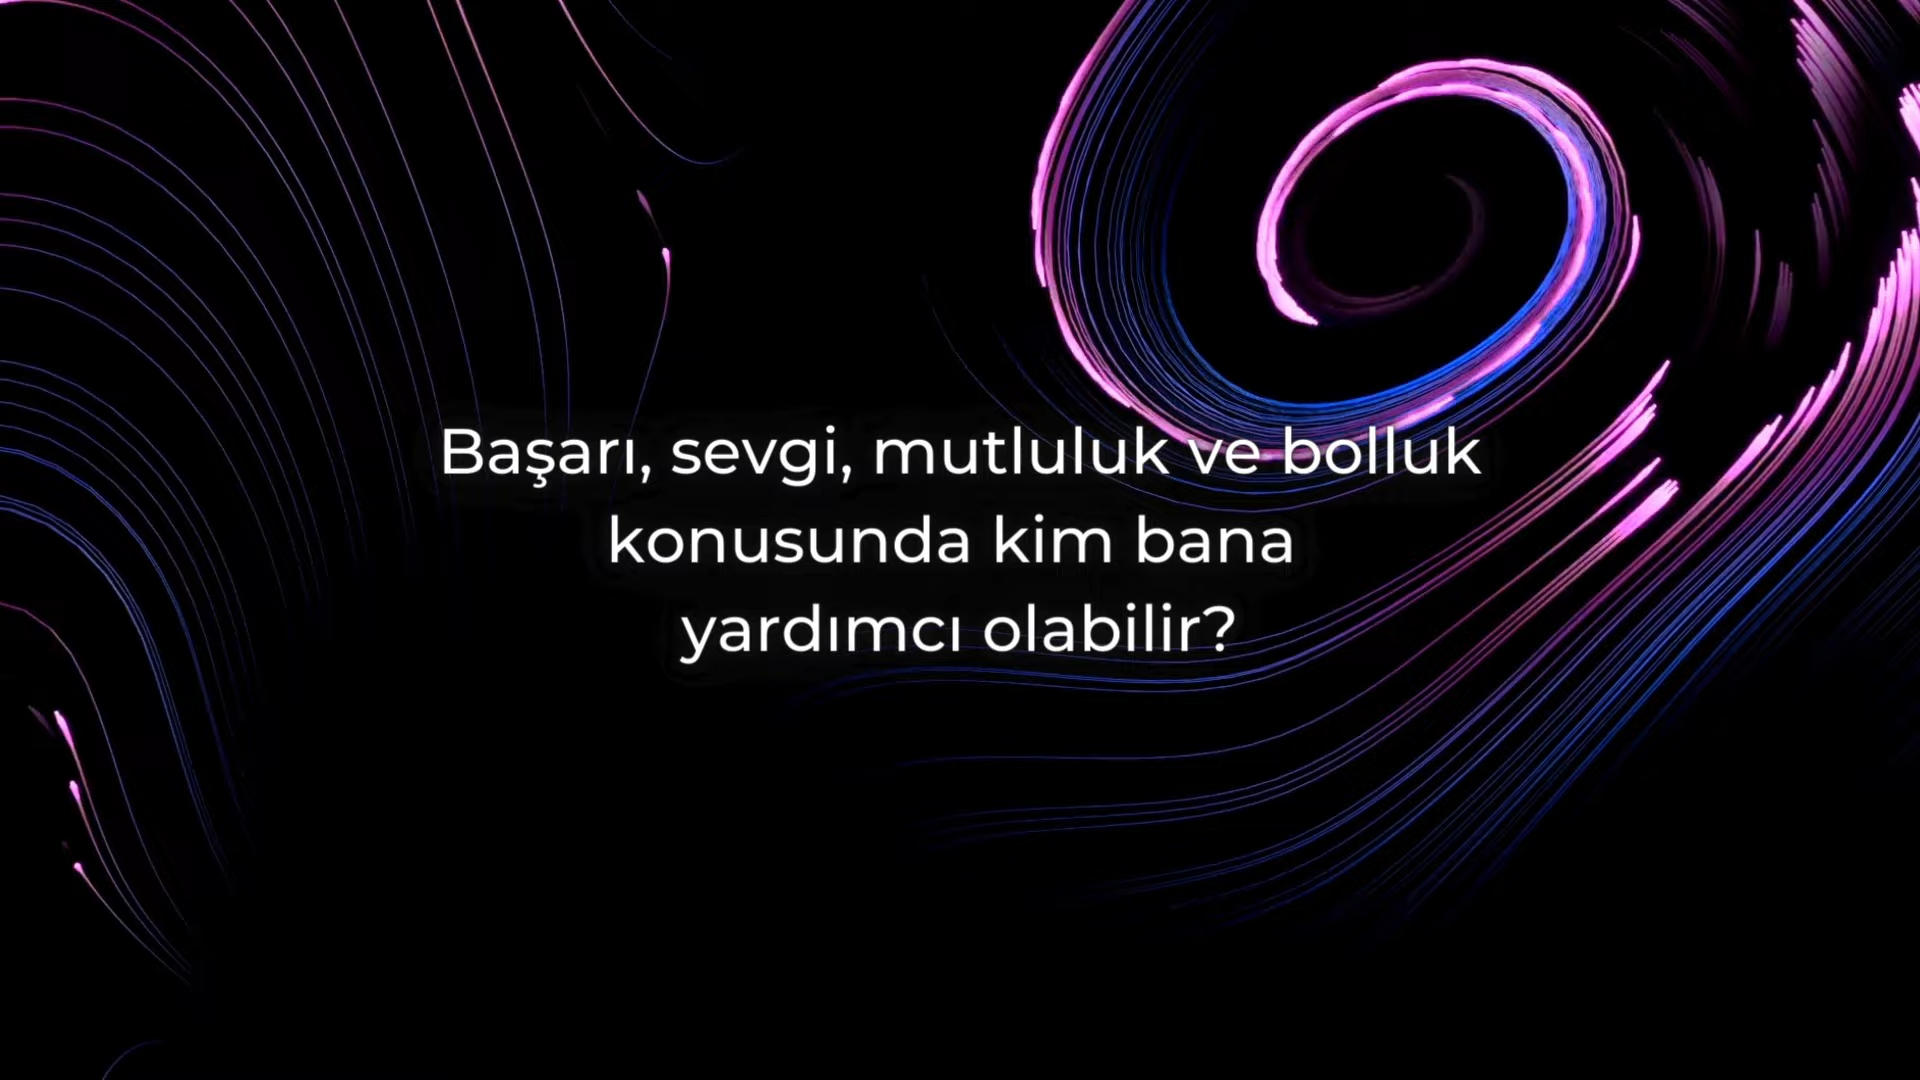 Başarı, sevgi, mutluluk ve bolluk
konusunda kim bana
yardımcı olabilir?